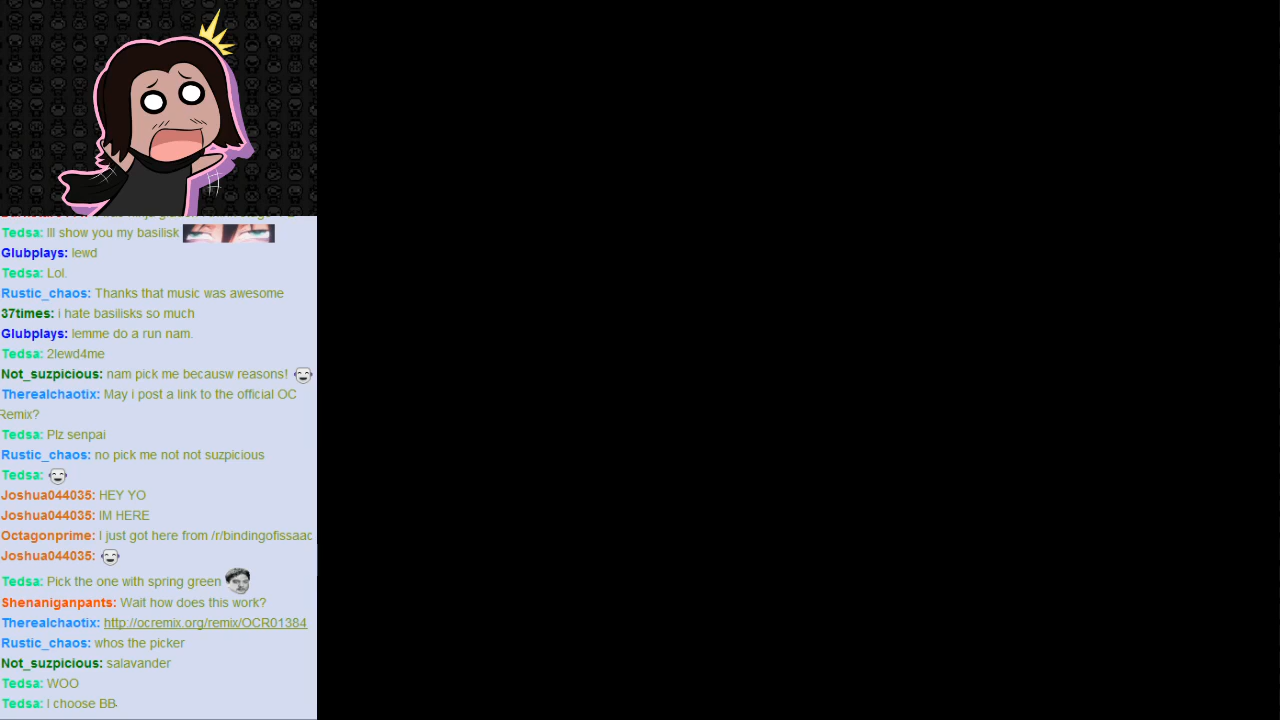 Tedsa: Ill show you my basilisk
Glubplays: lewd
Tedsa: Lol.
Rustic_chaos: Thanks that music was awesome
37times: i hate basilisks so much
Glubplays: lemme do a run nam.
Tedsa: 2lewd4me
Not_suzpicious: nam pick me becausw reasons!
Therealchaotix: May i post a link to the official OC
Remix?
Tedsa: Plz senpai
Rustic_chaos: no pick me not not suzpicious
Tedsa:
Joshua044035: HEY YO
Joshua044035: IM HERE
Octagonprime: I just got here from /r/bindingofissaac
Joshua044035:
Tedsa: Pick the one with spring green
Shenaniganpants: Wait how does this work?
Therealchaotix: http://ocremix.org/remix/OCR01384
Rustic_chaos: whos the picker
Not_suzpicious: salavander
Tedsa: WOO
Tedsa: I choose BB